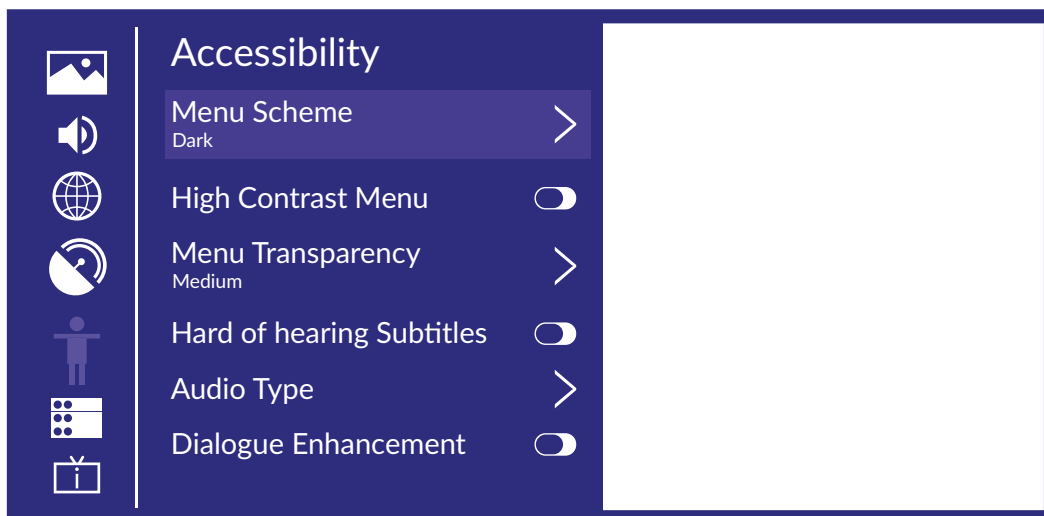 Accessibility
Menu Scheme
Dark
High Contrast Menu
Menu Transparency
Medium
Hard of hearing Subtitles
Audio Type
Dialogue Enhancement
i